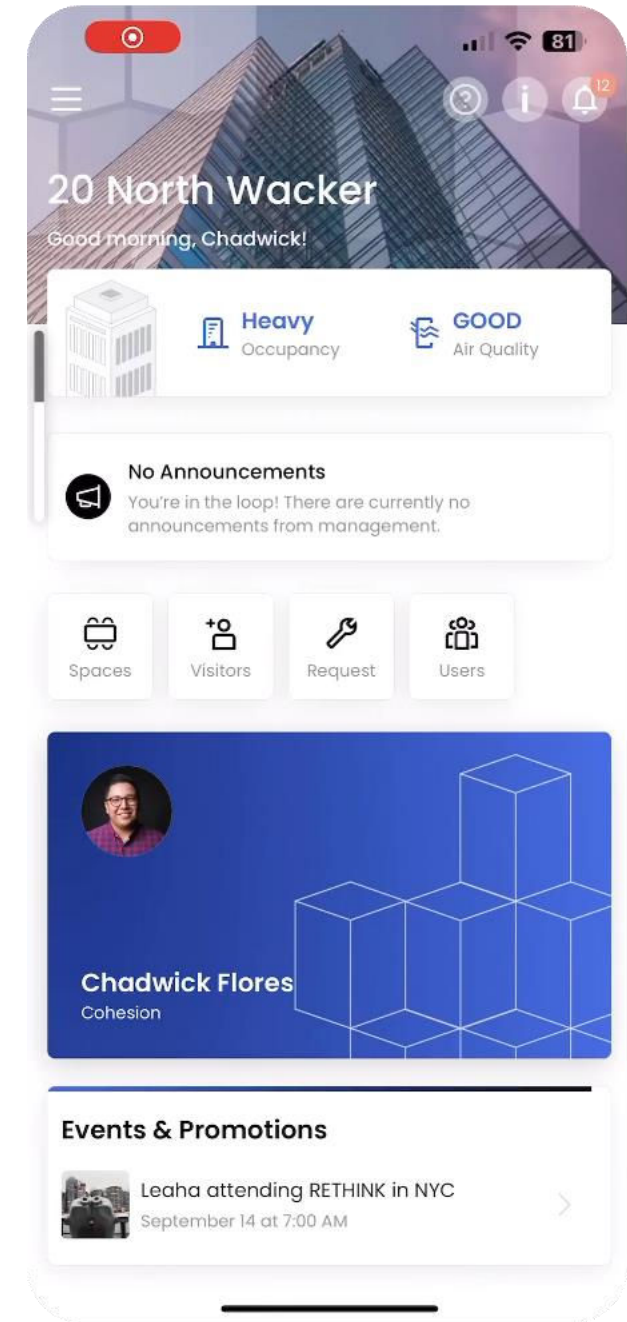 81
12
20 North Wacker
Good morning, Chadwick!
Heavy
Occupancy
GOOD
Air Quality
No Announcements
You're in the loop! There are currently no
announcements from management.
Spaces
Visitors
Request
Users
Chadwick Flores
Cohesion
Events & Promotions
Leaha attending RETHINK in NYC
September 14 at 7:00 AM